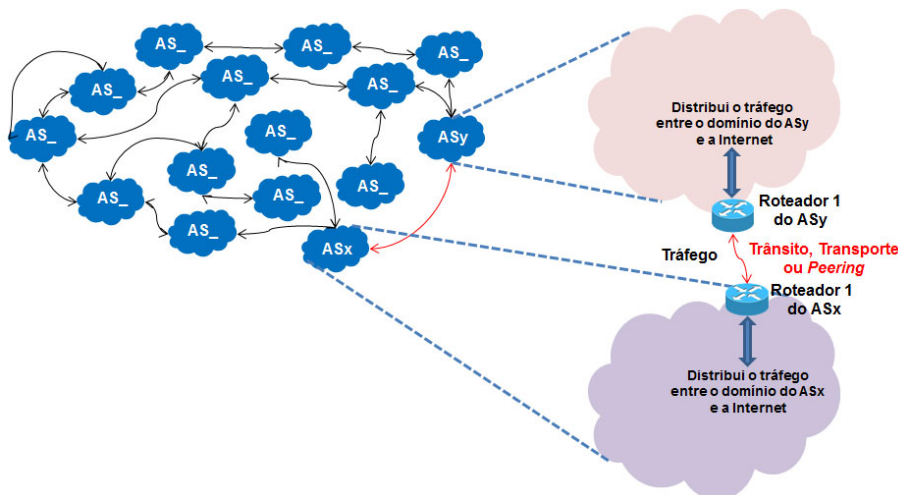 AS_
AS_
AS_
AS_
AS_
AS_
AS_
AS_
ASy
AS_
AS_
AS_
AS_
AS_
AS_
ASx
Distribui o tráfego
entre o domínio do ASy
e a Internet
Roteador 1
do ASy
Tráfego
Trânsito, Transporte
ou Peering
Roteador 1
do ASx
Distribui o tráfego
entre o domínio do ASx
e a Internet